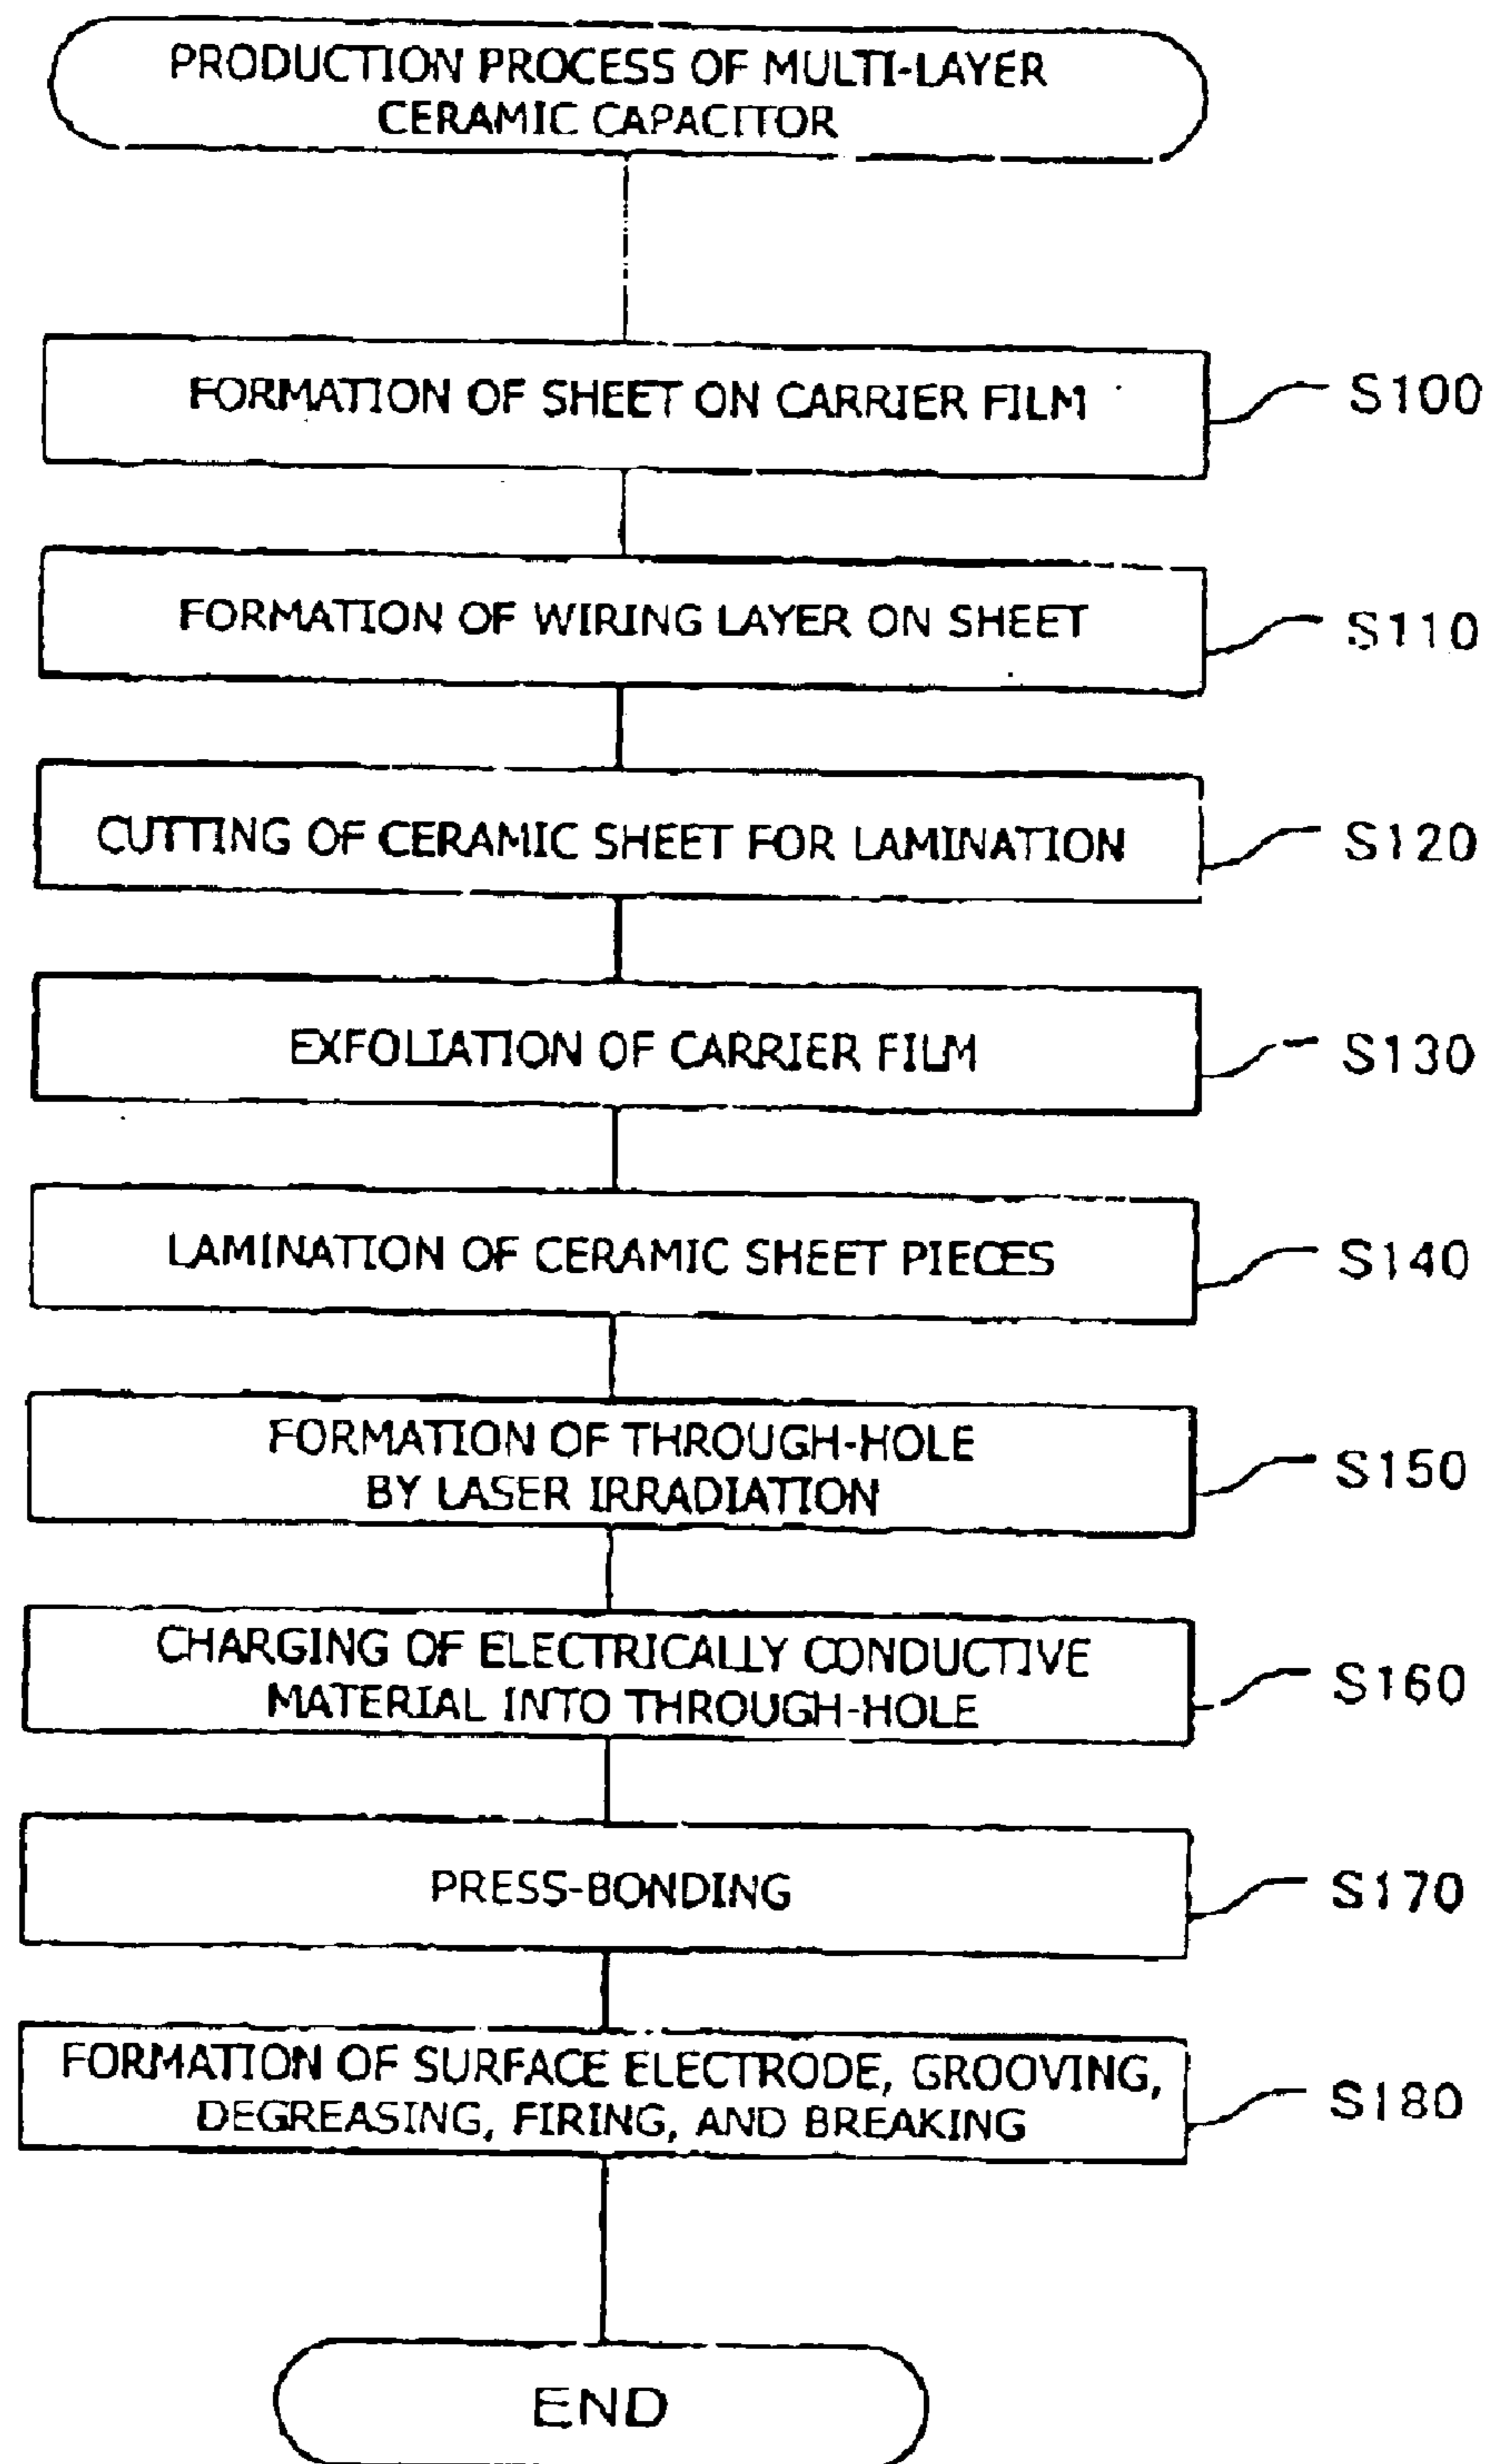 PRODUCTION PROCESS OF MULTI-LAYER
CERAMIC CAPACITOR
FORMATION OF SHEET ON CARRIER FILM
S100
FORMATION OF WIRING LAYER ON SHEET
S110
CUTTING OF CERAMIC SHEET FOR LAMINATION
S120
EXFOLIATION OF CARRIER FILM
S130
LAMINATION OF CERAMIC SHEET PIECES
S140
FORMATION OF THROUGH-HOLE
BY LASER IRRADIATION
S150
CHARGING OF ELECTRICALLY CONDUCTIVE
MATERIAL INTO THROUGH-HOLE
S160
PRESS-BONDING
S170
FORMATION OF SURFACE ELECTRODE, GROOVING,
DEGREASING, FIRING, AND BREAKING
S180
END